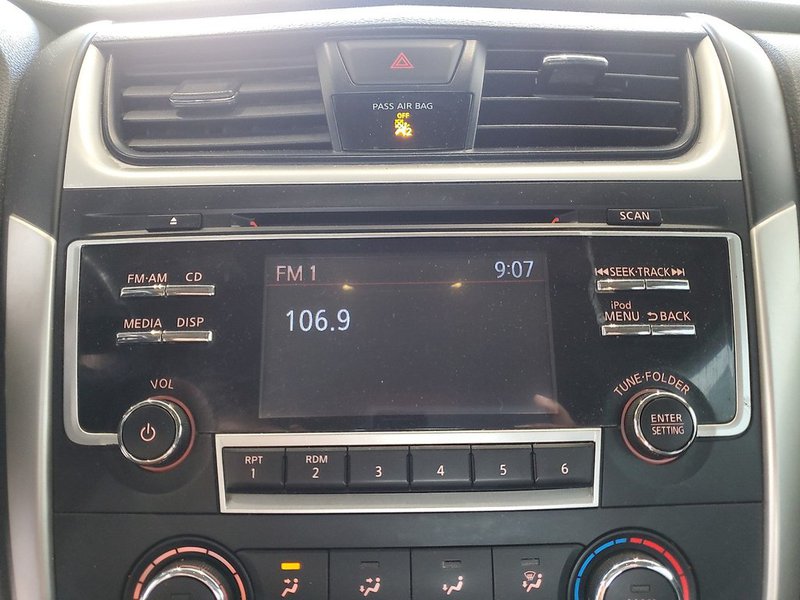 PASS AIR BAG
OFF
2
SCAN
FM·AM CD
FM 1 9:07
SEEK·TRACK
MEDIA DISP
106.9
iPod
MENU BACK
VOL
TUNE·FOLDER
ENTER
SETTING
RPT RDM
1 2 3 4 5 6